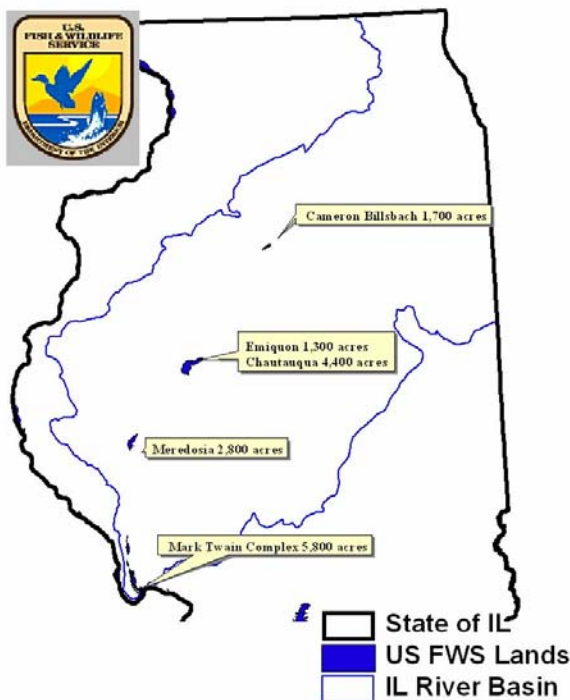 U.S.
FISH & WILDLIFE
SERVICE
DEPARTMENT OF THE INTERIOR
Cameron Billsbach 1,700 acres
Emiquon 1,300 acres
Chautauqua 4,400 acres
Meredosia 2,800 acres
Mark Twain Complex 5,800 acres
State of IL
US FWS Lands
IL River Basin